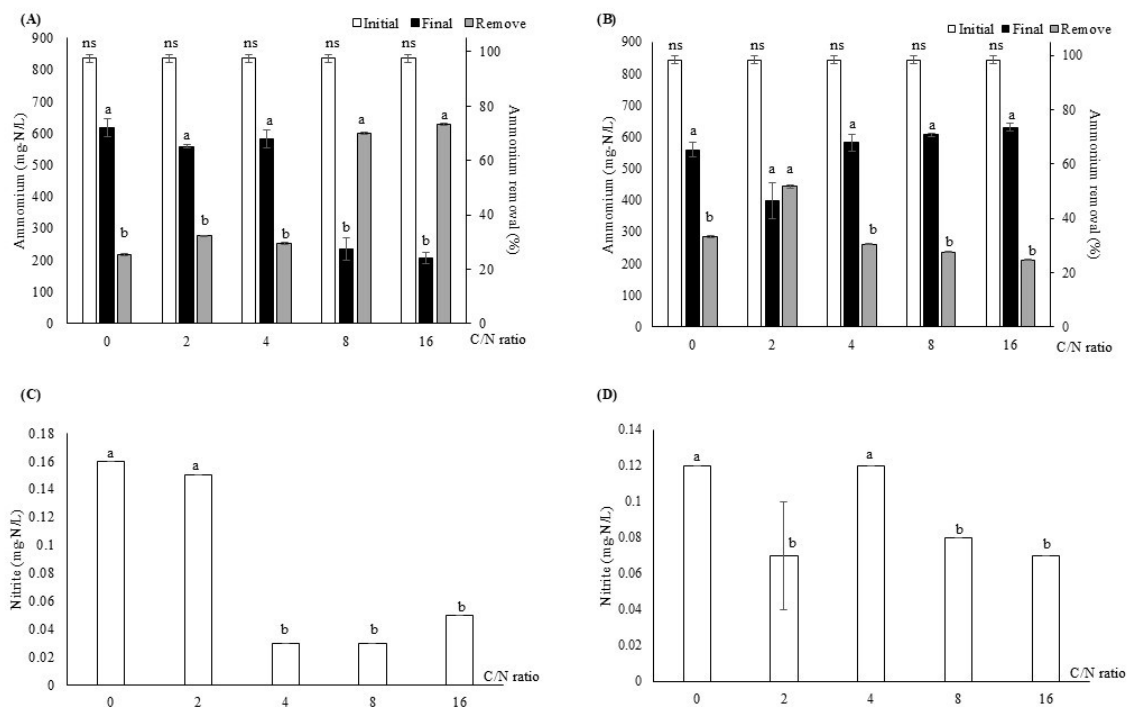 (A)
Initial Final Remove
ns ns ns ns ns
a a a b b
b b b a a
900
800
700
600
500
400
300
200
100
0
Ammomium (mg-N/L)
100
80
60
40
20
0
Ammonium removal (%)
0 2 4 8 16 C/N ratio
(B)
Initial Final Remove
ns ns ns ns ns
a a a a a
b a b b b
900
800
700
600
500
400
300
200
100
0
Ammomium (mg-N/L)
100
80
60
40
20
0
Ammonium removal (%)
0 2 4 8 16 C/N ratio
(C)
0.18
0.16
0.14
0.12
0.1
0.08
0.06
0.04
0.02
0
Nitrite (mg-N/L)
a a b b b
0 2 4 8 16 C/N ratio
(D)
0.14
0.12
0.1
0.08
0.06
0.04
0.02
0
Nitrite (mg-N/L)
a b a b b
0 2 4 8 16 C/N ratio